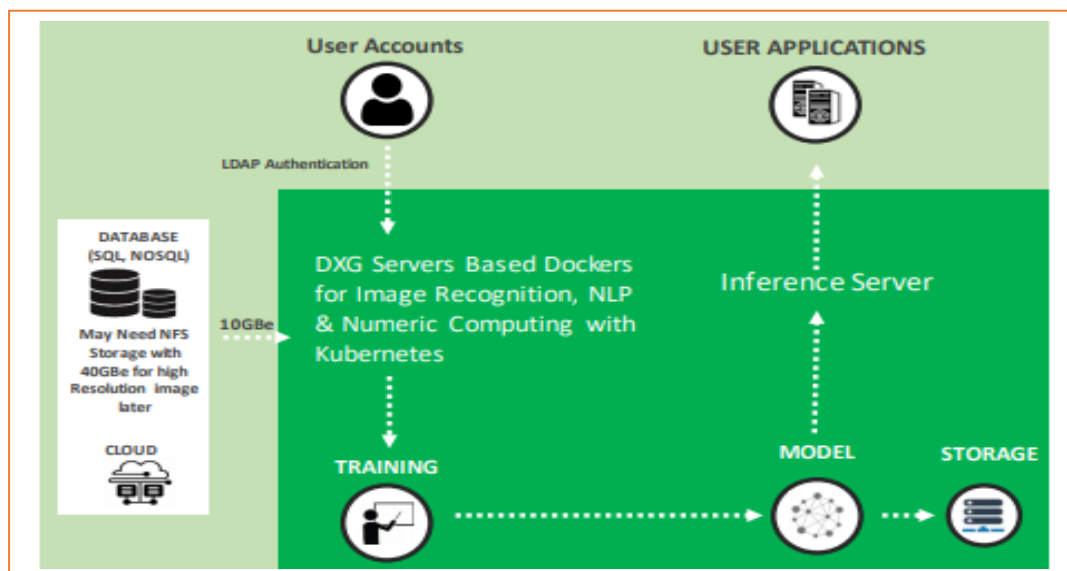 User Accounts
USER APPLICATIONS
LDAP Authentication
DATABASE
(SQL, NOSQL)
May Need NFS
Storage with
40GBe for high
Resolution image
later
CLOUD
10GBe
DXG Servers Based Dockers
for Image Recognition, NLP
& Numeric Computing with
Kubernetes
Inference Server
TRAINING
MODEL
STORAGE